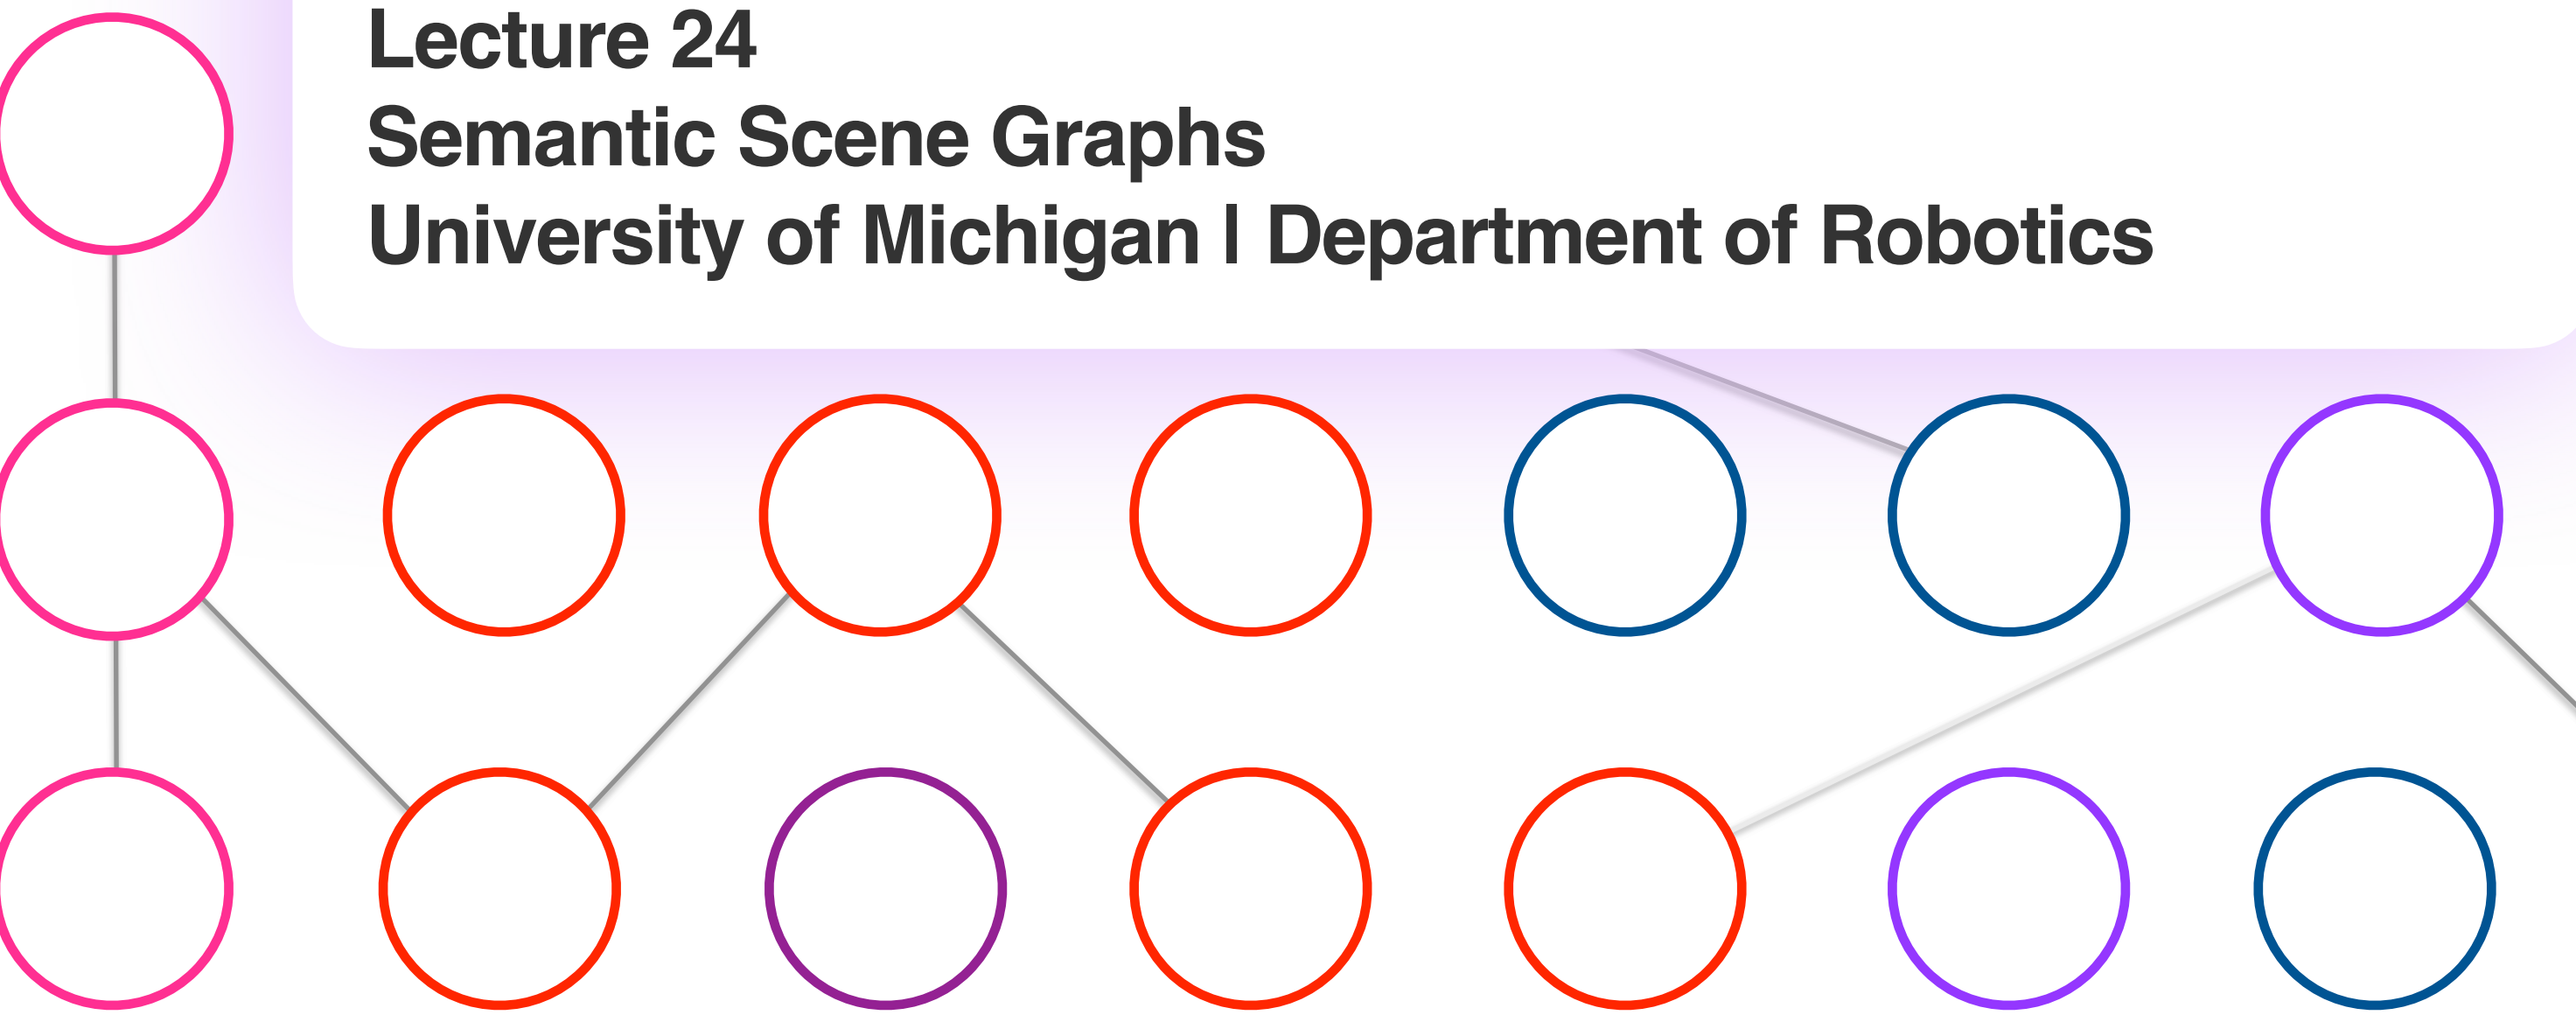 Lecture 24
Semantic Scene Graphs
University of Michigan | Department of Robotics